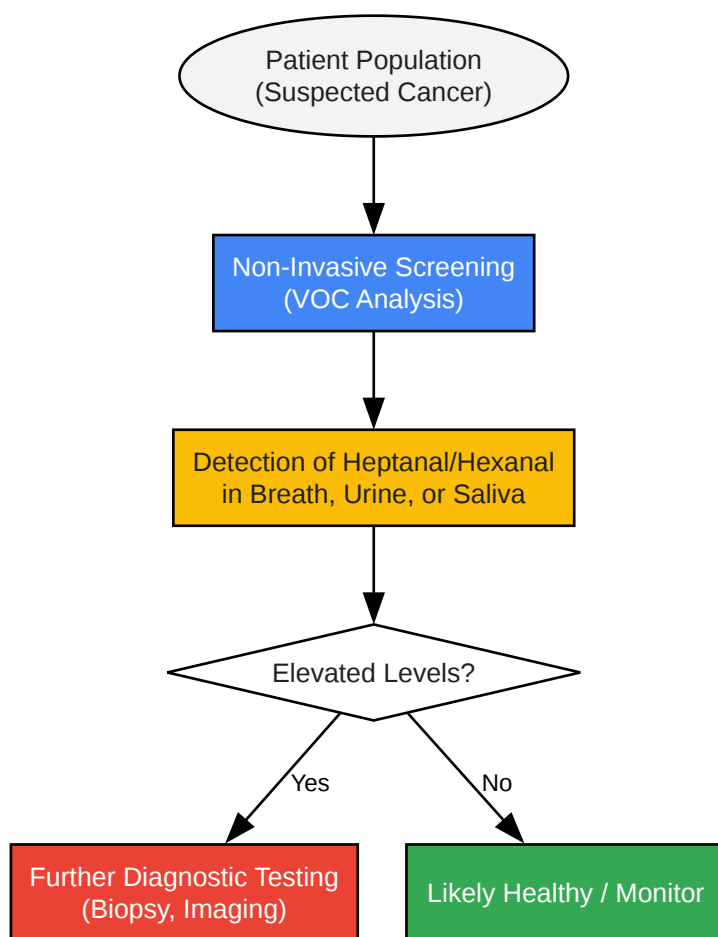 Patient Population
(Suspected Cancer)
Non-Invasive Screening
(VOC Analysis)
Detection of Heptanal/Hexanal
in Breath, Urine, or Saliva
Elevated Levels?
Yes
No
Further Diagnostic Testing
(Biopsy, Imaging)
Likely Healthy / Monitor